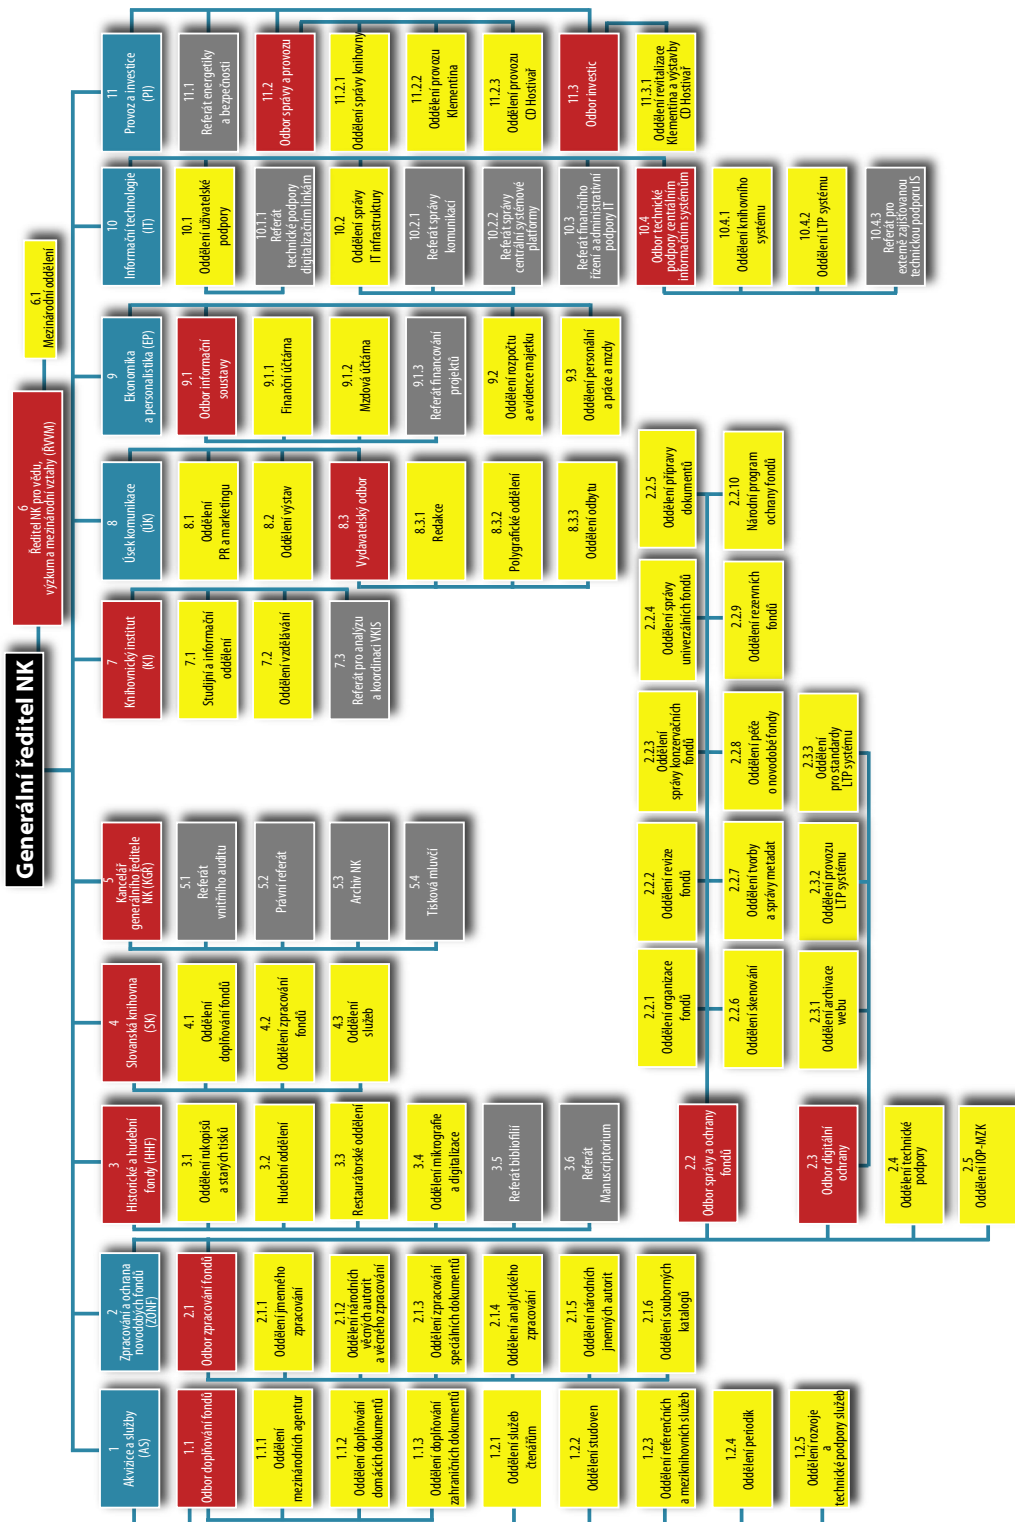 Generální ředitel NK
6
Ředitel NK pro vědu,
výzkum a mezinárodní vztahy (ŘVVM)
6.1
Mezinárodní oddělení
1
Akvizice a služby
(AS)
1.1
Odbor doplňování fondů
1.1.1
Oddělení
mezinárodních agentur
1.1.2
Oddělení doplňování
domácích dokumentů
1.1.3
Oddělení doplňování
zahraničních dokumentů
1.2.1
Oddělení služeb
čtenářům
1.2.2
Oddělení studoven
1.2.3
Oddělení referenčních
a meziknihovních služeb
1.2.4
Oddělení periodik
1.2.5
Oddělení rozvoje
a
technické podpory služeb
2
Zpracování a ochrana
novodobých fondů
(ZONF)
2.1
Odbor zpracování fondů
2.1.1
Oddělení jmenného
zpracování
2.1.2
Oddělení národních
věcných autorit
a věcného zpracování
2.1.3
Oddělení zpracování
speciálních dokumentů
2.1.4
Oddělení analytického
zpracování
2.1.5
Oddělení národních
jmenných autorit
2.1.6
Oddělení souborných
katalogů
2.2
Odbor správy a ochrany
fondů
2.2.1
Oddělení organizace
fondů
2.2.2
Oddělení revize
fondů
2.2.3
Oddělení
správy konzervačních
fondů
2.2.4
Oddělení správy
univerzálních fondů
2.2.5
Oddělení přípravy
dokumentů
2.2.6
Oddělení skenování
2.2.7
Oddělení tvorby
a správy metadat
2.2.8
Oddělení péče
o novodobé fondy
2.2.9
Oddělení rezervních
fondů
2.2.10
Národní program
ochrany fondů
2.3
Odbor digitální
ochrany
2.3.1
Oddělení archivace
webu
2.3.2
Oddělení provozu
LTP systému
2.3.3
Oddělení
pro standardy
LTP systému
2.4
Oddělení technické
podpory
2.5
Oddělení IOP-MZK
3
Historické a hudební
fondy (HHF)
3.1
Oddělení rukopisů
a starých tisků
3.2
Hudební oddělení
3.3
Restaurátorské oddělení
3.4
Oddělení mikrografie
a digitalizace
3.5
Referát bibliofilií
3.6
Referát
Manuscriptorium
4
Slovanská knihovna
(SK)
4.1
Oddělení
doplňování fondů
4.2
Oddělení zpracování
fondů
4.3
Oddělení
služeb
5
Kancelář
generálního ředitele
NK (KGŘ)
5.1
Referát
vnitřního auditu
5.2
Právní referát
5.3
Archiv NK
5.4
Tisková mluvčí
7
Knihovnický institut
(KI)
7.1
Studijní a informační
oddělení
7.2
Oddělení vzdělávání
7.3
Referát pro analýzu
a koordinaci VKIS
8
Úsek komunikace
(ÚK)
8.1
Oddělení
PR a marketingu
8.2
Oddělení výstav
8.3
Vydavatelský odbor
8.3.1
Redakce
8.3.2
Polygrafické oddělení
8.3.3
Oddělení odbytu
9
Ekonomika
a personalistika (EP)
9.1
Odbor informační
soustavy
9.1.1
Finanční účtárna
9.1.2
Mzdová účtárna
9.1.3
Referát financování
projektů
9.2
Oddělení rozpočtu
a evidence majetku
9.3
Oddělení personální
a práce a mzdy
10
Informační technologie
(IT)
10.1
Oddělení uživatelské
podpory
10.1.1
Referát
technické podpory
digitalizačním linkám
10.2
Oddělení správy
IT infrastruktury
10.2.1
Referát správy
komunikací
10.2.2
Referát správy
centrální systémové
platformy
10.3
Referát finančního
řízení a administrativní
podpory IT
10.4
Odbor technické
podpory centrálním
informačním systémům
10.4.1
Oddělení knihovního
systému
10.4.2
Oddělení LTP systému
10.4.3
Referát pro
externě zajišťovanou
technickou podporu IS
11
Provoz a investice
(PI)
11.1
Referát energetiky
a bezpečnosti
11.2
Odbor správy a provozu
11.2.1
Oddělení správy knihovny
11.2.2
Oddělení provozu
Klementina
11.2.3
Oddělení provozu
CD Hostivař
11.3
Odbor investic
11.3.1
Oddělení revitalizace
Klementina a výstavby
CD Hostivař